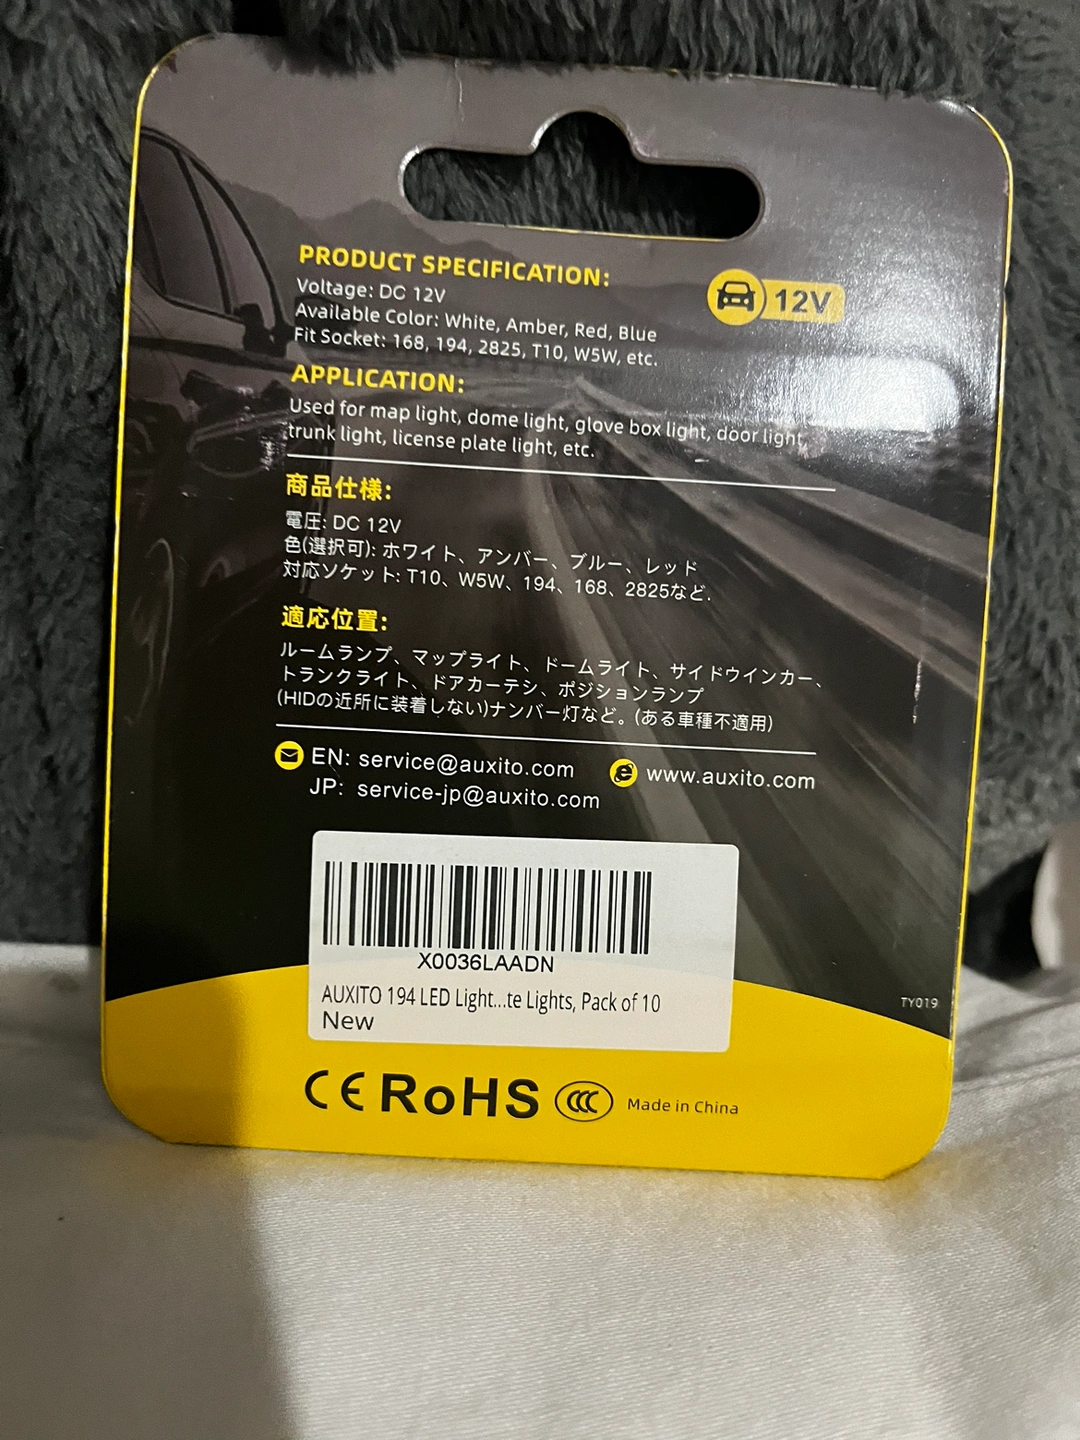 PRODUCT SPECIFICATION:
Voltage: DC 12V
Available Color: White, Amber, Red, Blue
Fit Socket: 168, 194, 2825, T10, W5W, etc.
12V
APPLICATION:
Used for map light, dome light, glove box light, door light,
trunk light, license plate light, etc.
商品仕様:
電圧: DC 12V
色(選択可): ホワイト、アンバー、ブルー、レッド
対応ソケット: T10、W5W、194、168、2825など.
適応位置:
ルームランプ、マップライト、ドームライト、サイドウインカー、
トランクライト、ドアカーテシ、ポジションランプ
(HIDの近所に装着しない)ナンバー灯など。(ある車種不適用)
EN: service@auxito.com
www.auxito.com
JP: service-jp@auxito.com
X0036LAADN
AUXITO 194 LED Light...te Lights, Pack of 10
New
TY019
CE RoHS CCC Made in China